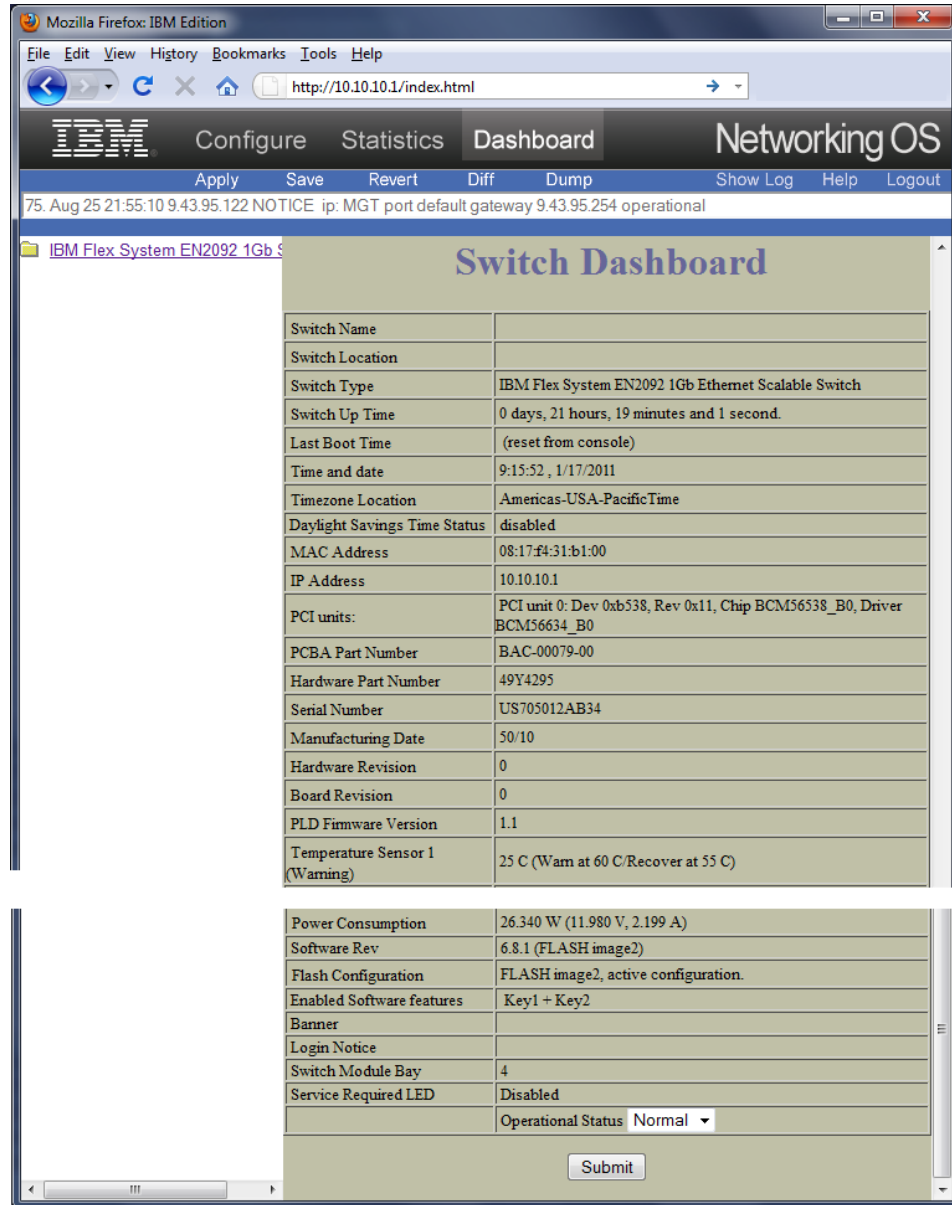 Mozilla Firefox: IBM Edition
File Edit View History Bookmarks Tools Help
http://10.10.10.1/index.html
IBM. Configure Statistics Dashboard Networking OS
Apply Save Revert Diff Dump Show Log Help Logout
75. Aug 25 21:55:10 9.43.95.122 NOTICE ip: MGT port default gateway 9.43.95.254 operational
IBM Flex System EN2092 1Gb S
Switch Dashboard
Switch Name
Switch Location
Switch Type IBM Flex System EN2092 1Gb Ethernet Scalable Switch
Switch Up Time 0 days, 21 hours, 19 minutes and 1 second.
Last Boot Time (reset from console)
Time and date 9:15:52 , 1/17/2011
Timezone Location Americas-USA-PacificTime
Daylight Savings Time Status disabled
MAC Address 08:17:f4:31:b1:00
IP Address 10.10.10.1
PCI units: PCI unit 0: Dev 0xb538, Rev 0x11, Chip BCM56538_B0, Driver
BCM56634_B0
PCBA Part Number BAC-00079-00
Hardware Part Number 49Y4295
Serial Number US705012AB34
Manufacturing Date 50/10
Hardware Revision 0
Board Revision 0
PLD Firmware Version 1.1
Temperature Sensor 1
(Warning) 25 C (Warn at 60 C/Recover at 55 C)
Power Consumption 26.340 W (11.980 V, 2.199 A)
Software Rev 6.8.1 (FLASH image2)
Flash Configuration FLASH image2, active configuration.
Enabled Software features Key1 + Key2
Banner
Login Notice
Switch Module Bay 4
Service Required LED Disabled
Operational Status Normal
Submit